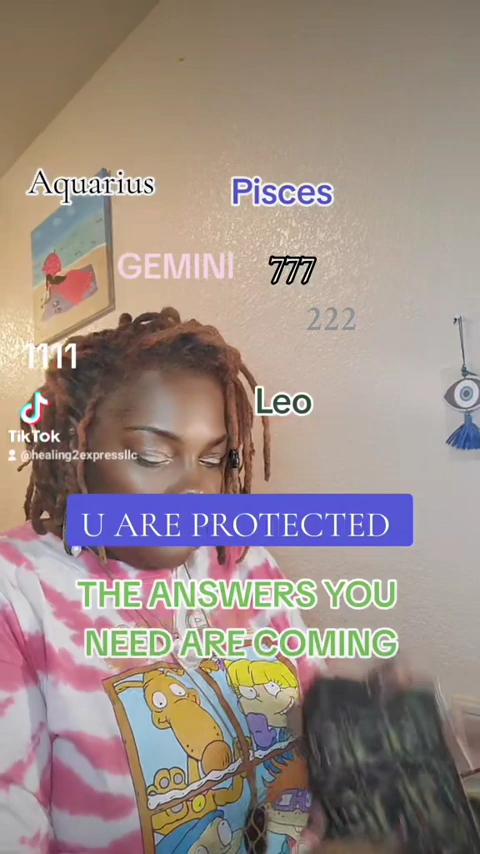 Aquarius
Pisces
GEMINI
777
222
1111
Leo
TikTok
@healing2expressllc
U ARE PROTECTED
THE ANSWERS YOU
NEED ARE COMING